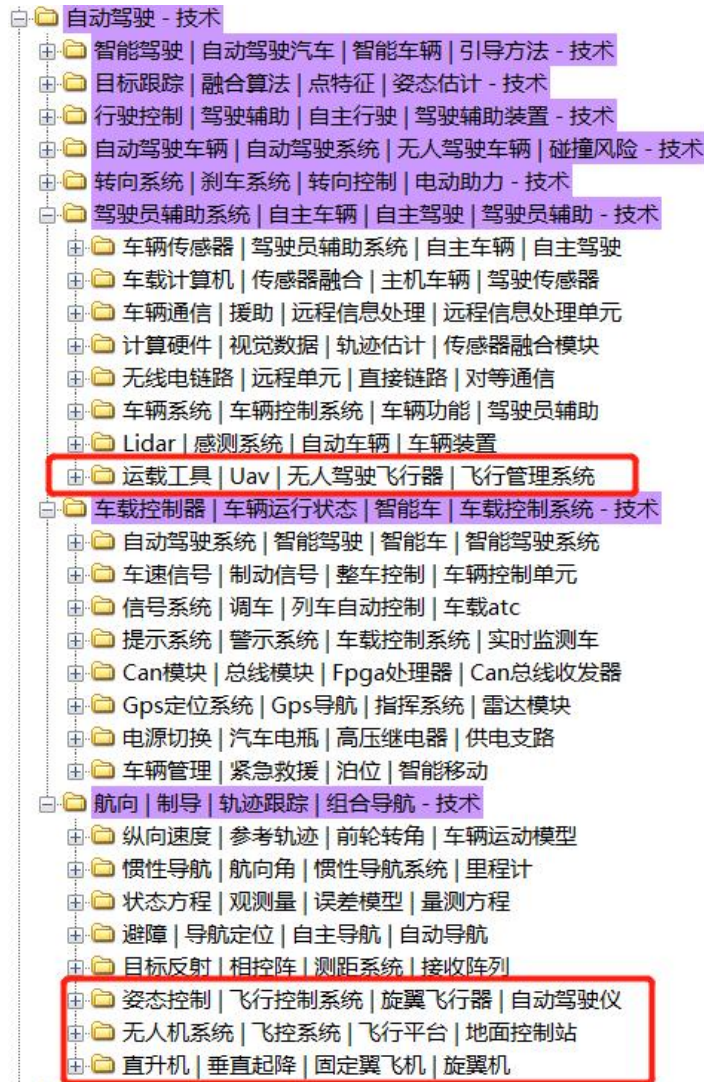 自动驾驶 - 技术
智能驾驶 | 自动驾驶汽车 | 智能车辆 | 引导方法 - 技术
目标跟踪 | 融合算法 | 点特征 | 姿态估计 - 技术
行驶控制 | 驾驶辅助 | 自主行驶 | 驾驶辅助装置 - 技术
自动驾驶车辆 | 自动驾驶系统 | 无人驾驶车辆 | 碰撞风险 - 技术
转向系统 | 刹车系统 | 转向控制 | 电动助力 - 技术
驾驶员辅助系统 | 自主车辆 | 自主驾驶 | 驾驶员辅助 - 技术
车辆传感器 | 驾驶员辅助系统 | 自主车辆 | 自主驾驶
车载计算机 | 传感器融合 | 主机车辆 | 驾驶传感器
车辆通信 | 援助 | 远程信息处理 | 远程信息处理单元
计算硬件 | 视觉数据 | 轨迹估计 | 传感器融合模块
无线电链路 | 远程单元 | 直接链路 | 对等通信
车辆系统 | 车辆控制系统 | 车辆功能 | 驾驶员辅助
Lidar | 感测系统 | 自动车辆 | 车辆装置
运载工具 | Uav | 无人驾驶飞行器 | 飞行管理系统
车载控制器 | 车辆运行状态 | 智能车 | 车载控制系统 - 技术
自动驾驶系统 | 智能驾驶 | 智能车 | 智能驾驶系统
车速信号 | 制动信号 | 整车控制 | 车辆控制单元
信号系统 | 调车 | 列车自动控制 | 车载atc
提示系统 | 警示系统 | 车载控制系统 | 实时监测车
Can模块 | 总线模块 | Fpga处理器 | Can总线收发器
Gps定位系统 | Gps导航 | 指挥系统 | 雷达模块
电源切换 | 汽车电瓶 | 高压继电器 | 供电支路
车辆管理 | 紧急救援 | 泊位 | 智能移动
航向 | 制导 | 轨迹跟踪 | 组合导航 - 技术
纵向速度 | 参考轨迹 | 前轮转角 | 车辆运动模型
惯性导航 | 航向角 | 惯性导航系统 | 里程计
状态方程 | 观测量 | 误差模型 | 量测方程
避障 | 导航定位 | 自主导航 | 自动导航
目标反射 | 相控阵 | 测距系统 | 接收阵列
姿态控制 | 飞行控制系统 | 旋翼飞行器 | 自动驾驶仪
无人机系统 | 飞控系统 | 飞行平台 | 地面控制站
直升机 | 垂直起降 | 固定翼飞机 | 旋翼机